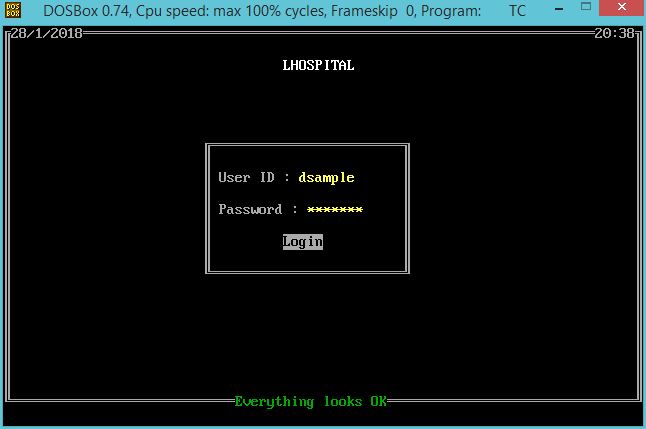 DOS BOX DOSBox 0.74, Cpu speed: max 100% cycles, Frameskip 0, Program: TC
28/1/2018 20:38
LHOSPITAL
User ID : dsample
Password : *******
Login
Everything looks OK